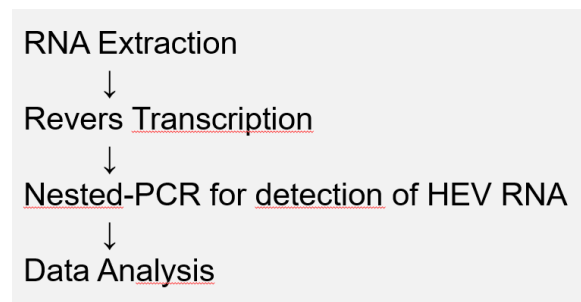 RNA Extraction
↓
Revers Transcription
↓
Nested-PCR for detection of HEV RNA
↓
Data Analysis